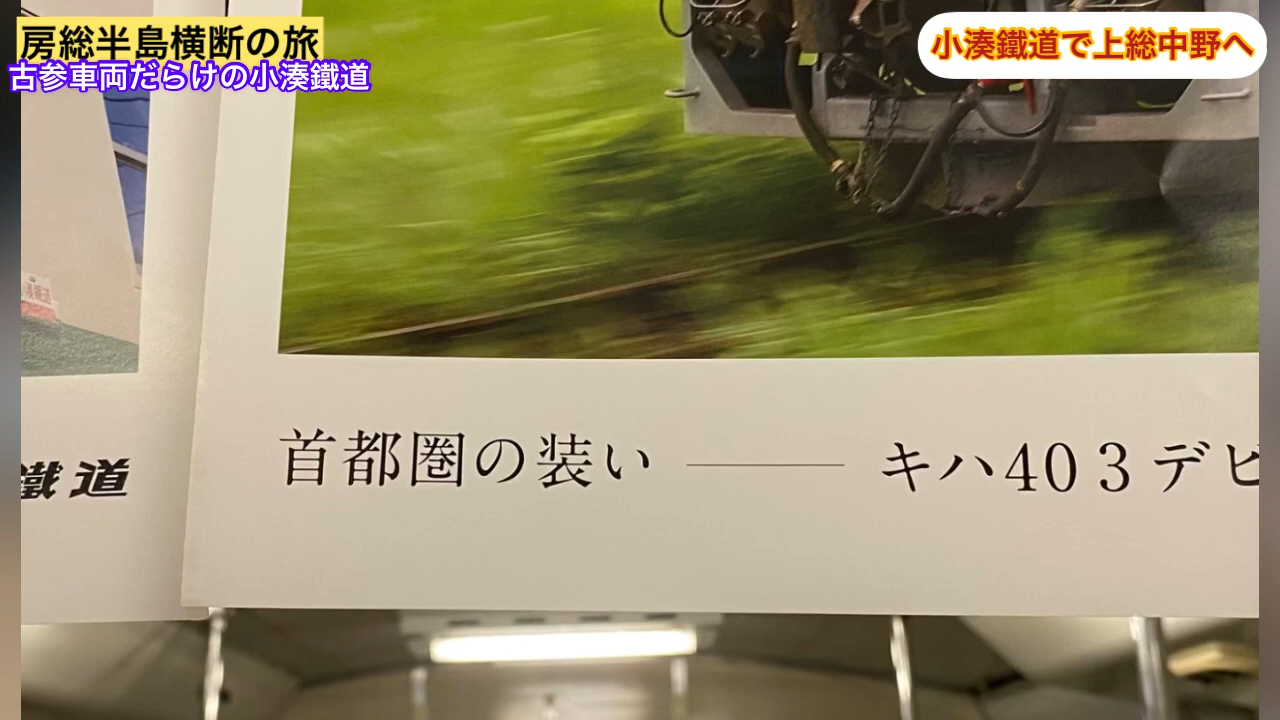 房総半島横断の旅
古参車両だらけの小湊鐵道
小湊鐵道で上総中野へ
首都圏の装い ─── キハ40 3 デビ
鐵道